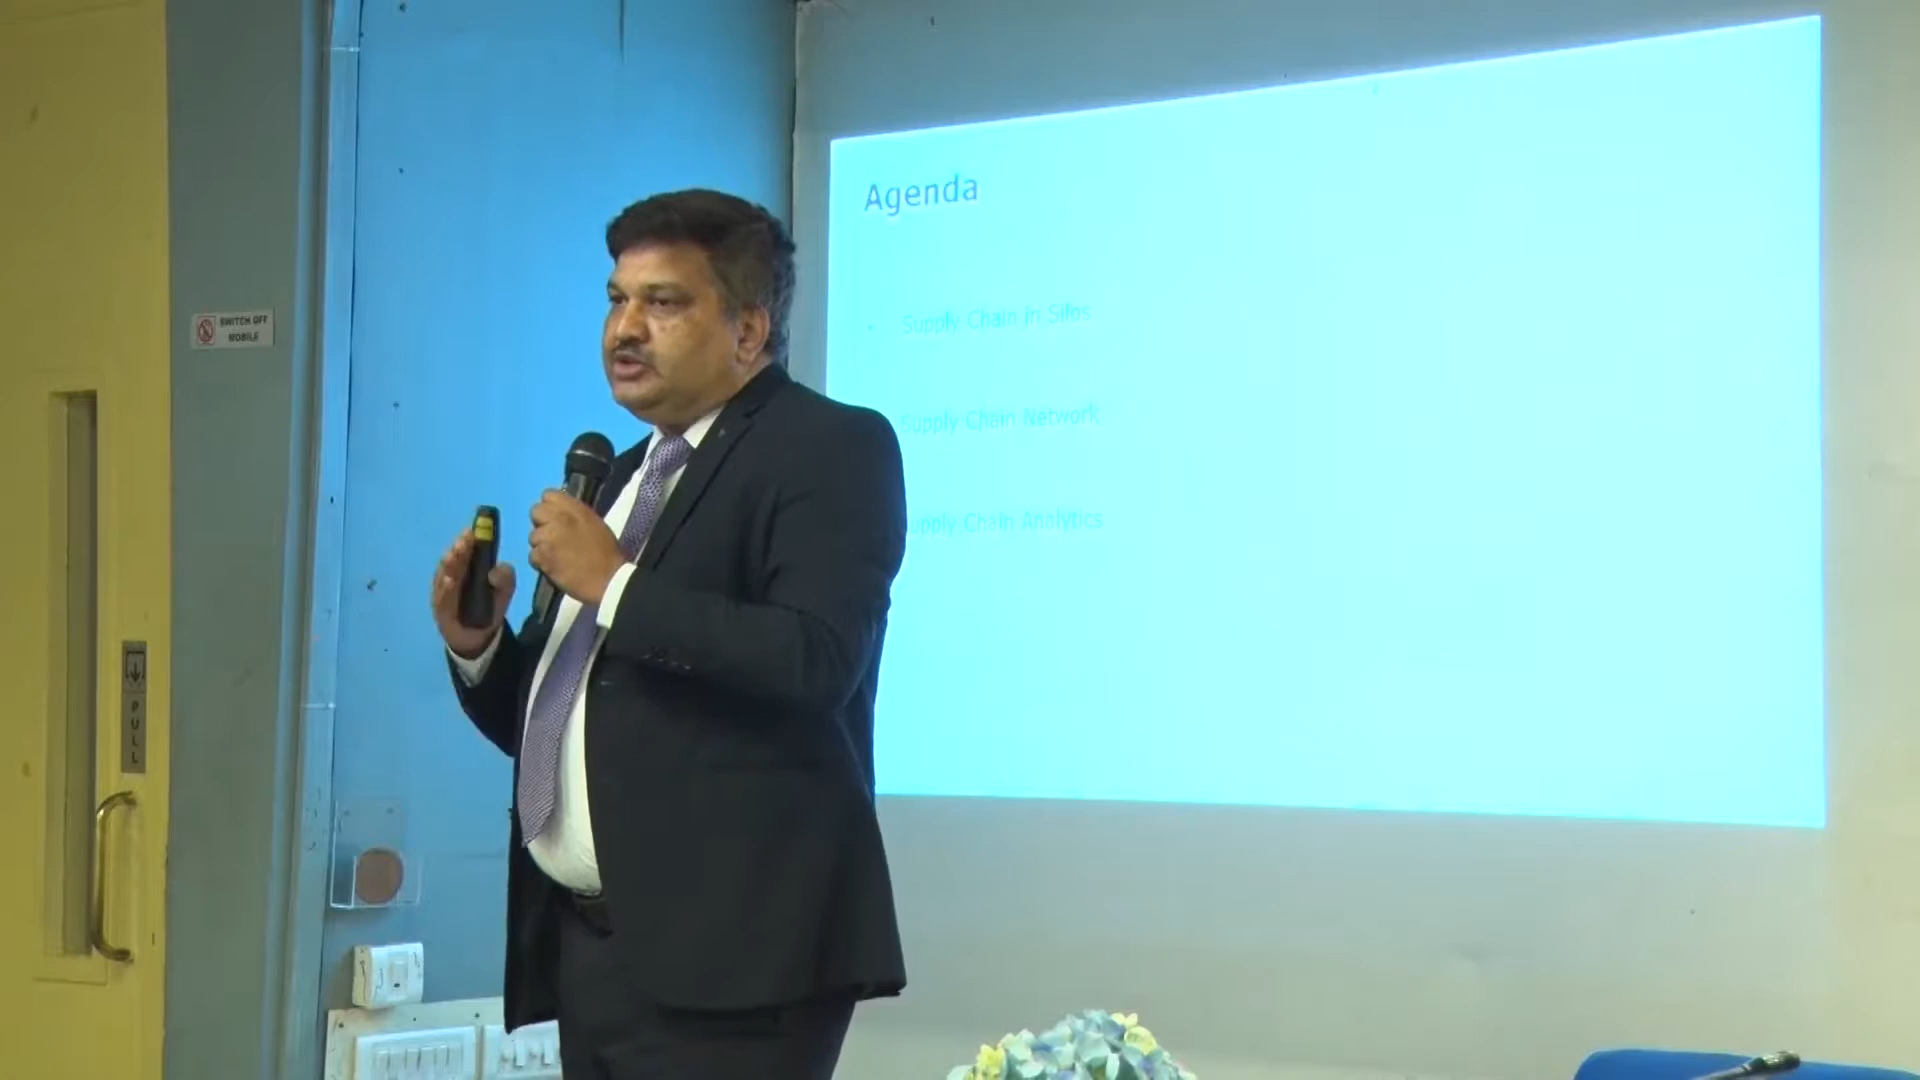 SWITCH OFF
MOBILE
PULL
Agenda
• Supply Chain in Silos
Supply Chain Network
Supply Chain Analytics